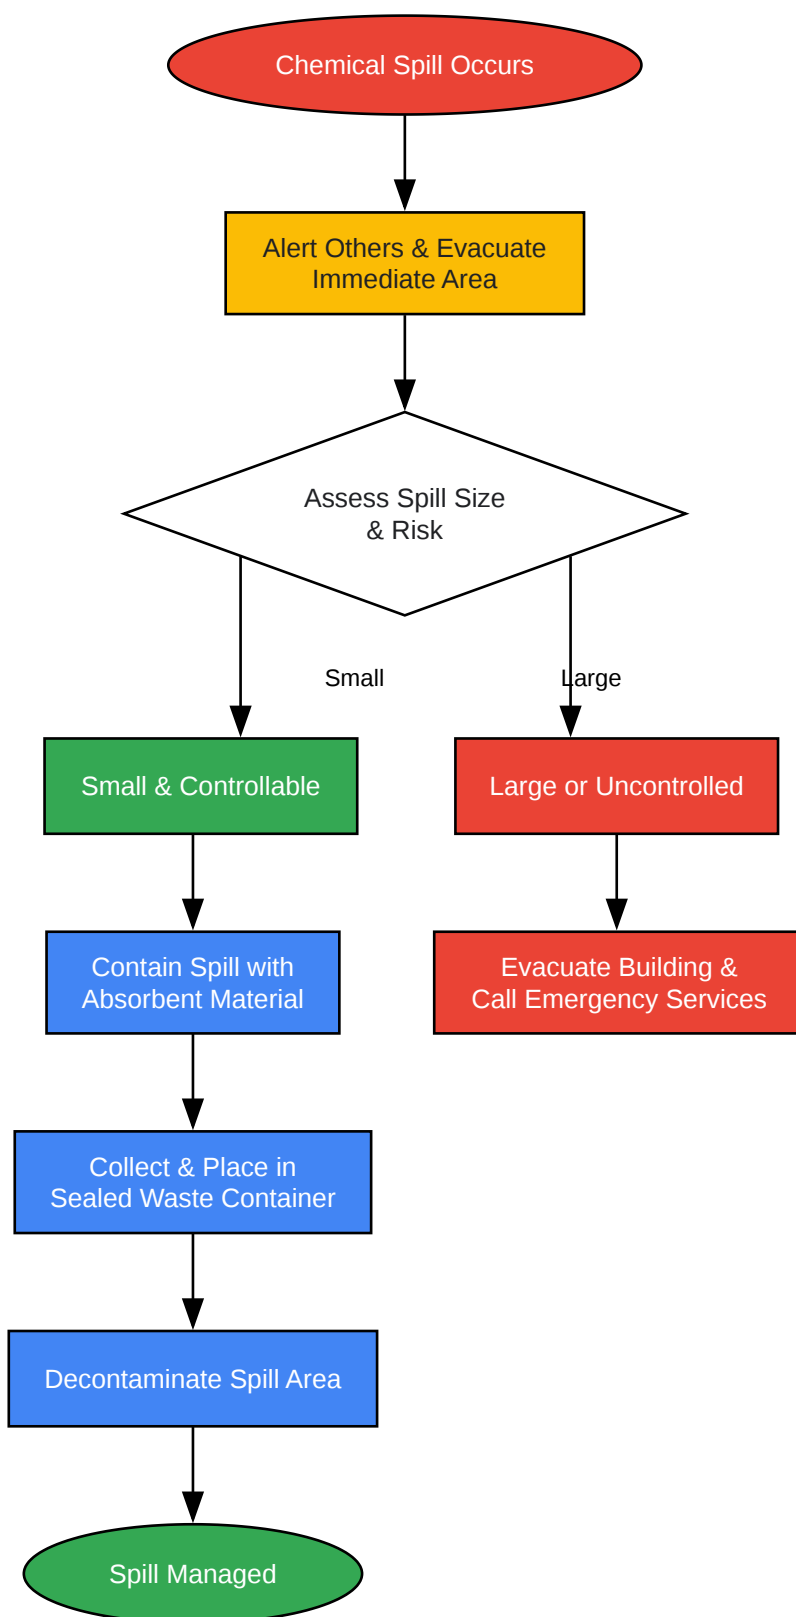 Chemical Spill Occurs
Alert Others & Evacuate
Immediate Area
Assess Spill Size
& Risk
Small
Large
Small & Controllable
Large or Uncontrolled
Contain Spill with
Absorbent Material
Evacuate Building &
Call Emergency Services
Collect & Place in
Sealed Waste Container
Decontaminate Spill Area
Spill Managed